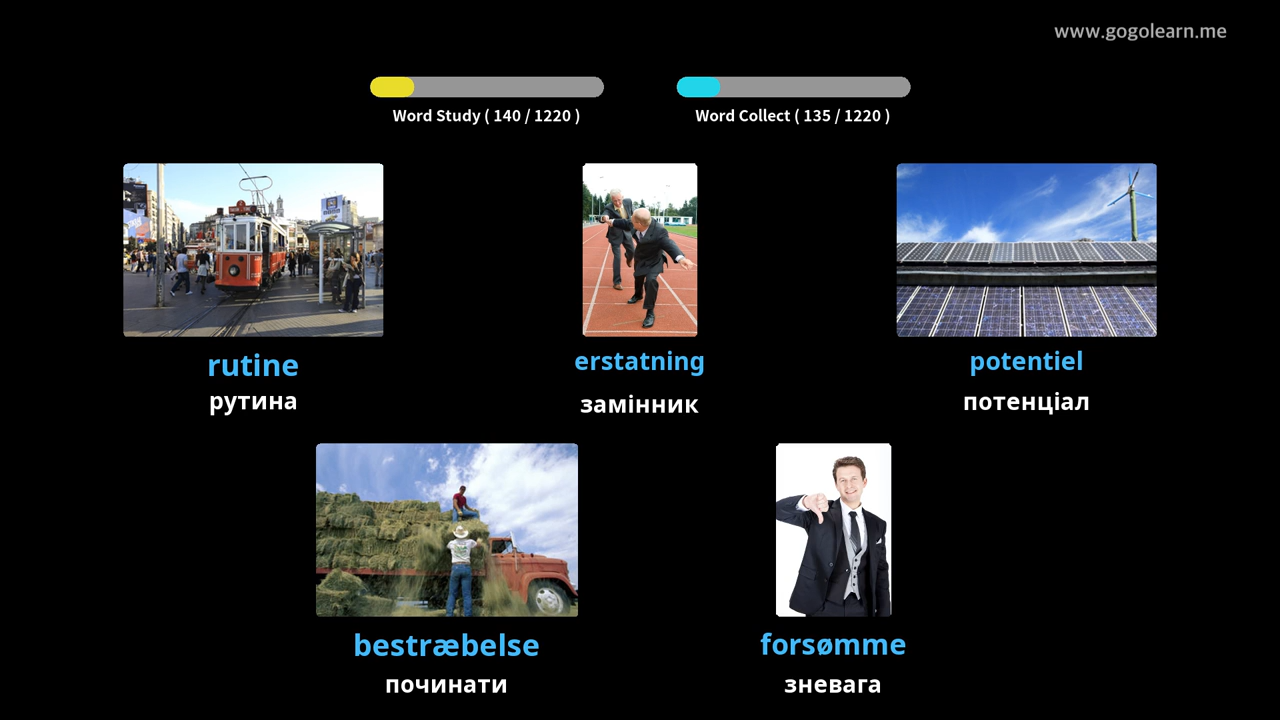 www.gogolearn.me
Word Study ( 140 / 1220 )
Word Collect ( 135 / 1220 )
rutine
рутина
erstatning
замінник
potentiel
потенціал
bestræbelse
починати
forsømme
зневага